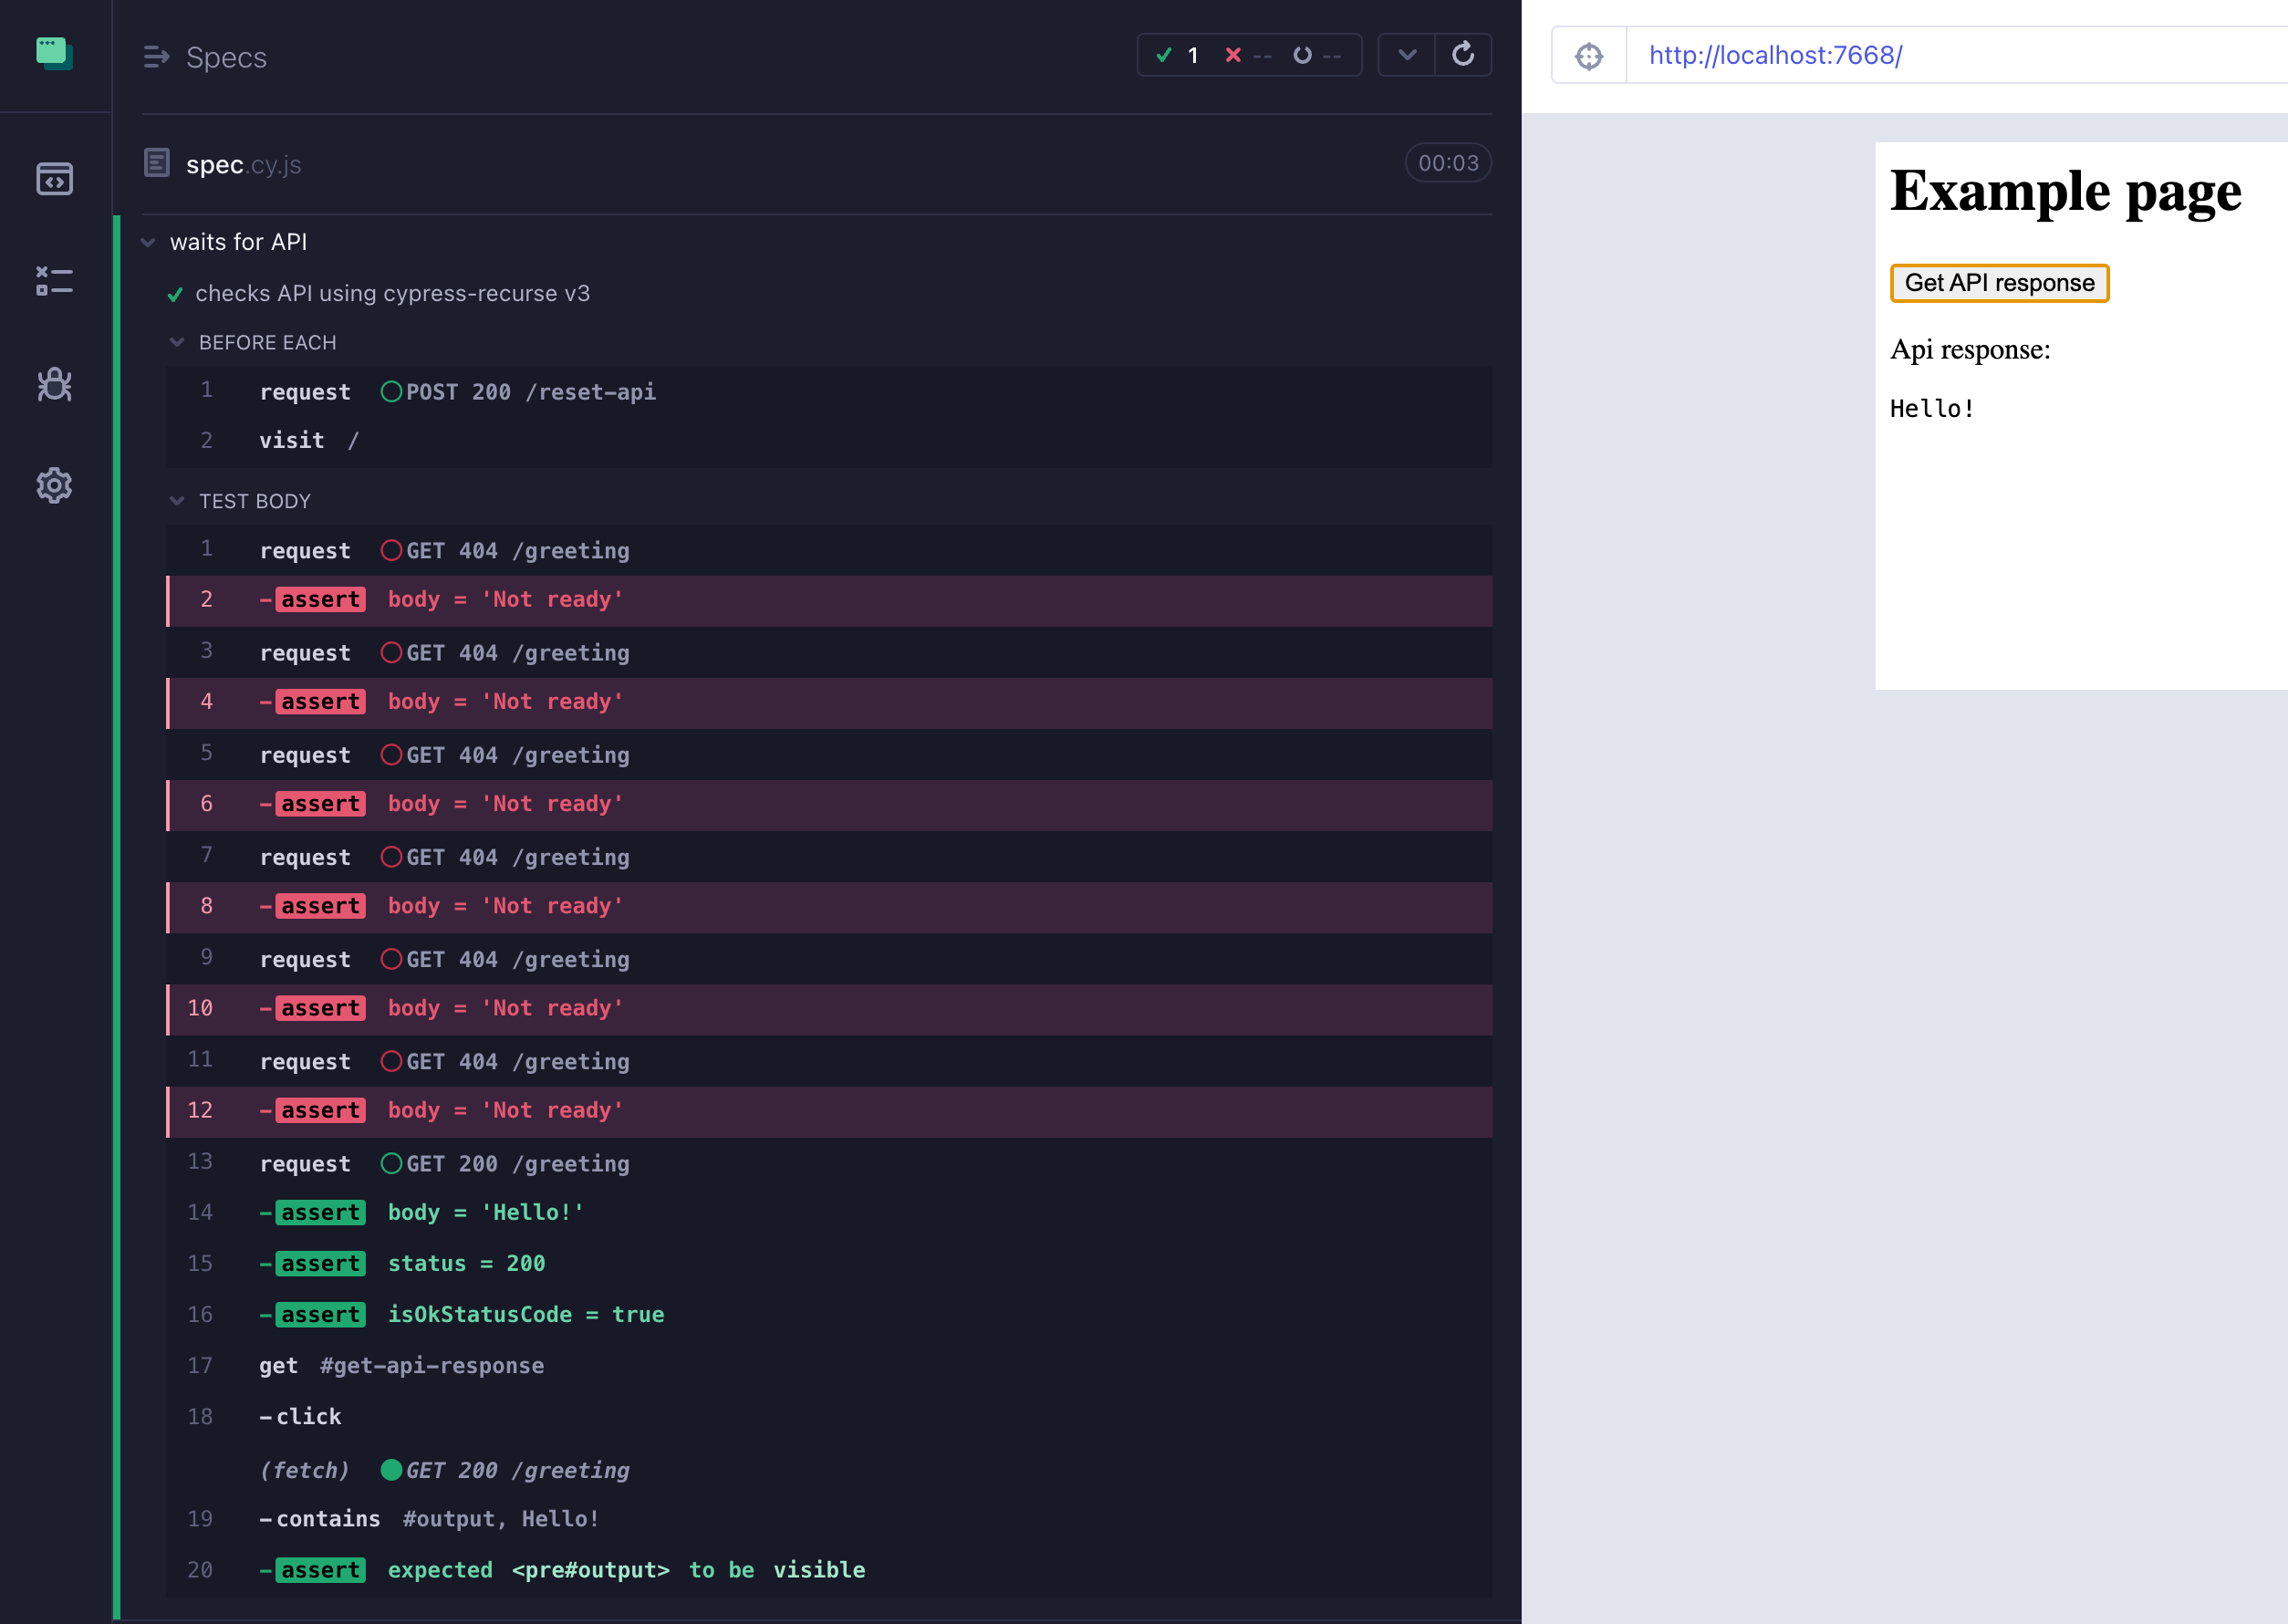 Specs
1 -- --
http://localhost:7668/
spec.cy.js
00:03
Example page
Get API response
Api response:
Hello!
waits for API
checks API using cypress-recurse v3
BEFORE EACH
1 request POST 200 /reset-api
2 visit /
TEST BODY
1 request GET 404 /greeting
2 -assert body = 'Not ready'
3 request GET 404 /greeting
4 -assert body = 'Not ready'
5 request GET 404 /greeting
6 -assert body = 'Not ready'
7 request GET 404 /greeting
8 -assert body = 'Not ready'
9 request GET 404 /greeting
10 -assert body = 'Not ready'
11 request GET 404 /greeting
12 -assert body = 'Not ready'
13 request GET 200 /greeting
14 -assert body = 'Hello!'
15 -assert status = 200
16 -assert isOkStatusCode = true
17 get #get-api-response
18 -click
(fetch) GET 200 /greeting
19 -contains #output, Hello!
20 -assert expected <pre#output> to be visible